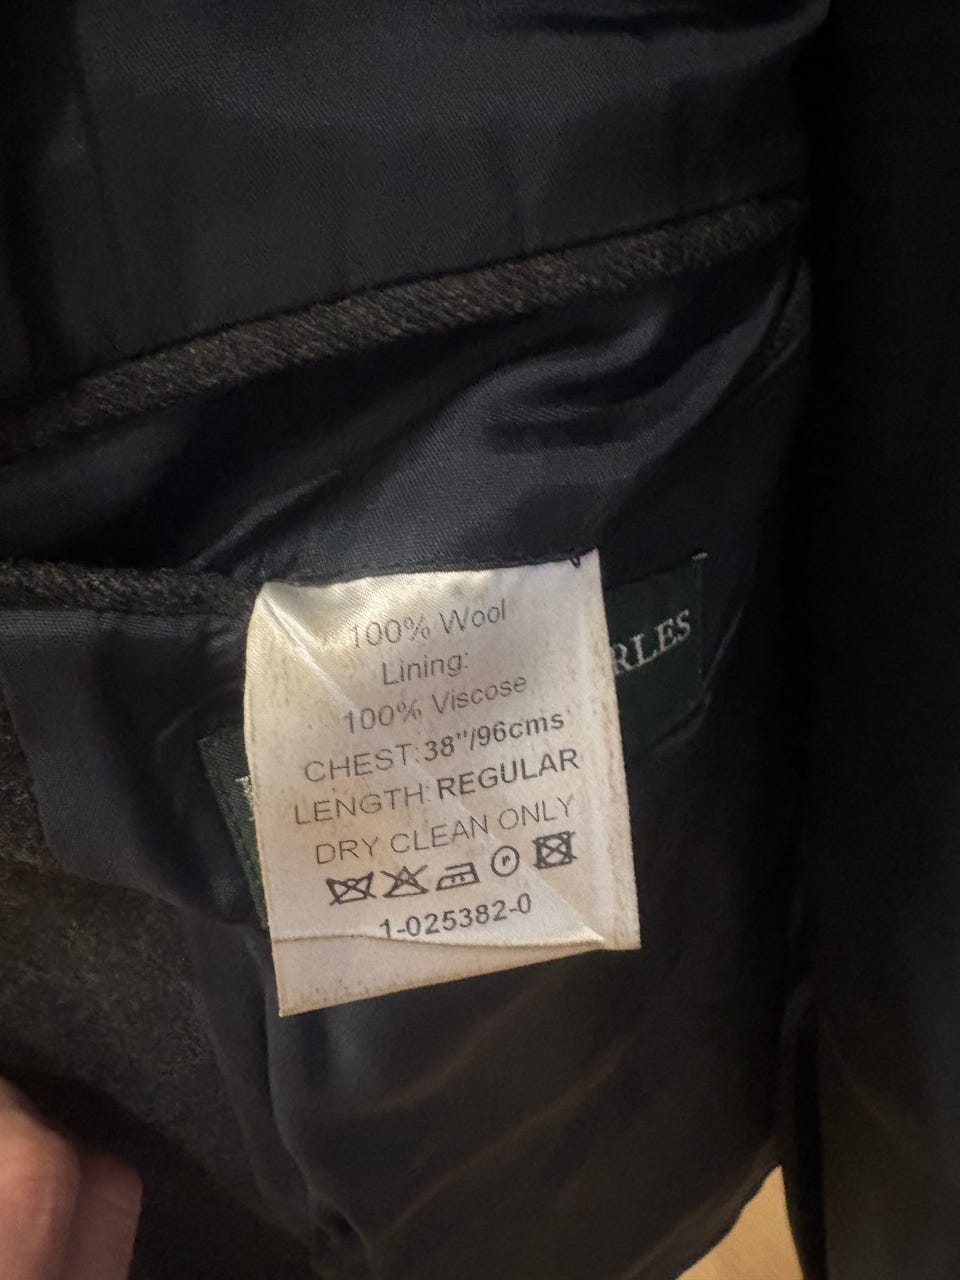 100% Wool
Lining:
100% Viscose
CHEST:38"/96cms
LENGTH:REGULAR
DRY CLEAN ONLY
P
1-025382-0
RLES